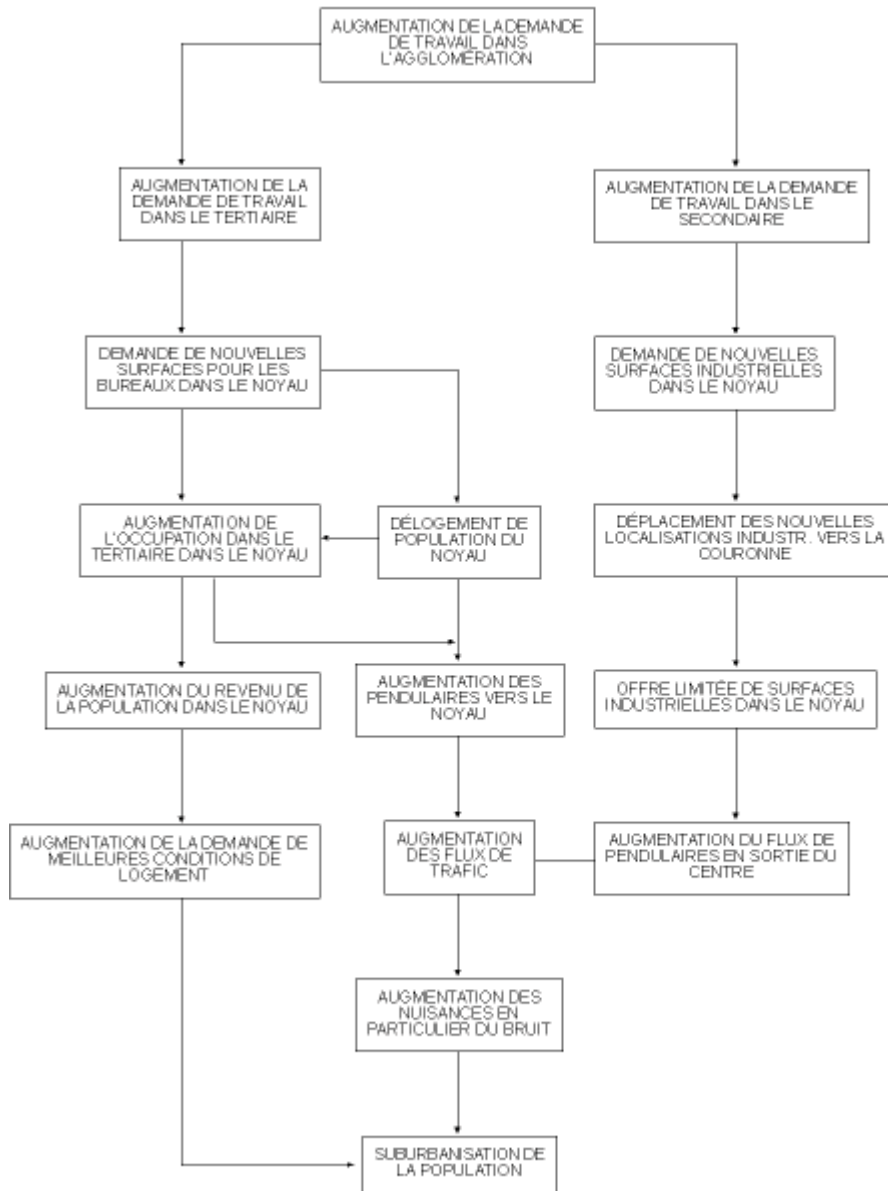 AUGMENTATION DE LA DEMANDE
DE TRAVAIL DANS
L'AGGLOMÉRATION
AUGMENTATION DE LA
DEMANDE DE TRAVAIL
DANS LE TERTIAIRE
AUGMENTATION DE LA DEMANDE
DE TRAVAIL DANS LE
SECONDAIRE
DEMANDE DE NOUVELLES
SURFACES POUR LES
BUREAUX DANS LE NOYAU
DEMANDE DE NOUVELLES
SURFACES INDUSTRIELLES
DANS LE NOYAU
AUGMENTATION DE
L'OCCUPATION DANS LE
TERTIAIRE DANS LE NOYAU
DÉLOGEMENT DE
POPULATION DU
NOYAU
DÉPLACEMENT DES NOUVELLES
LOCALISATIONS INDUSTR. VERS LA
COURONNE
AUGMENTATION DU REVENU DE
LA POPULATION DANS LE NOYAU
AUGMENTATION DES
PENDULAIRES VERS LE
NOYAU
OFFRE LIMITÉE DE SURFACES
INDUSTRIELLES DANS LE NOYAU
AUGMENTATION DE LA DEMANDE DE
MEILLEURES CONDITIONS DE
LOGEMENT
AUGMENTATION
DES FLUX DE
TRAFIC
AUGMENTATION DU FLUX DE
PENDULAIRES EN SORTIE DU
CENTRE
AUGMENTATION DES
NUISANCES EN
PARTICULIER DU BRUIT
SUBURBANISATION DE
LA POPULATION